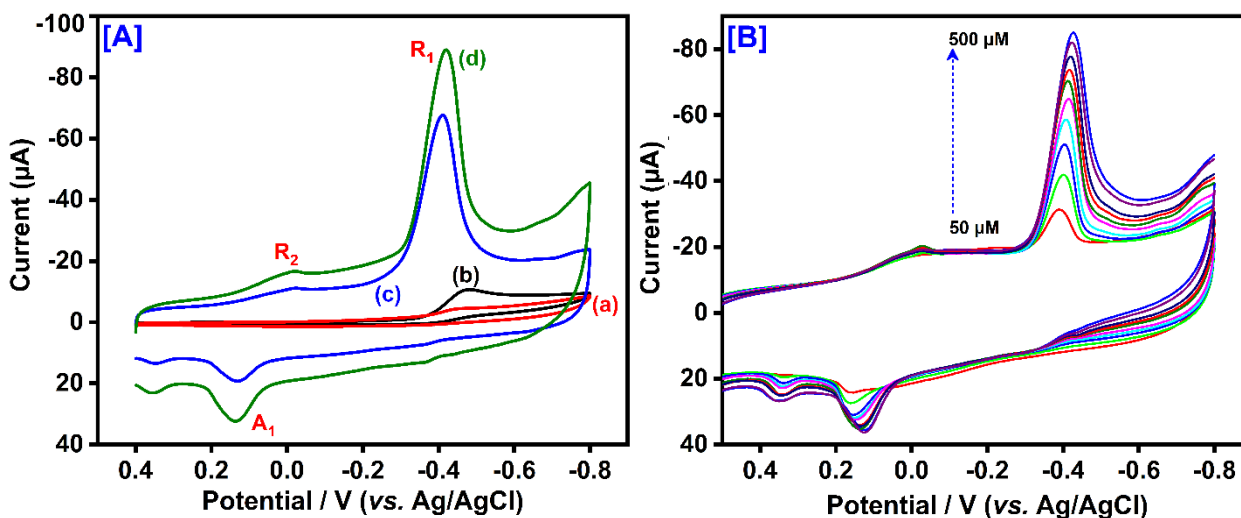 [A]
-100
-80
-60
-40
-20
0
20
40
Current (µA)
R1
(d)
R2
(b)
(c)
(a)
A1
0.4 0.2 0.0 -0.2 -0.4 -0.6 -0.8
Potential / V (vs. Ag/AgCl)
[B]
-80
-60
-40
-20
0
20
40
Current (µA)
500 µM
50 µM
0.4 0.2 0.0 -0.2 -0.4 -0.6 -0.8
Potential / V (vs. Ag/AgCl)